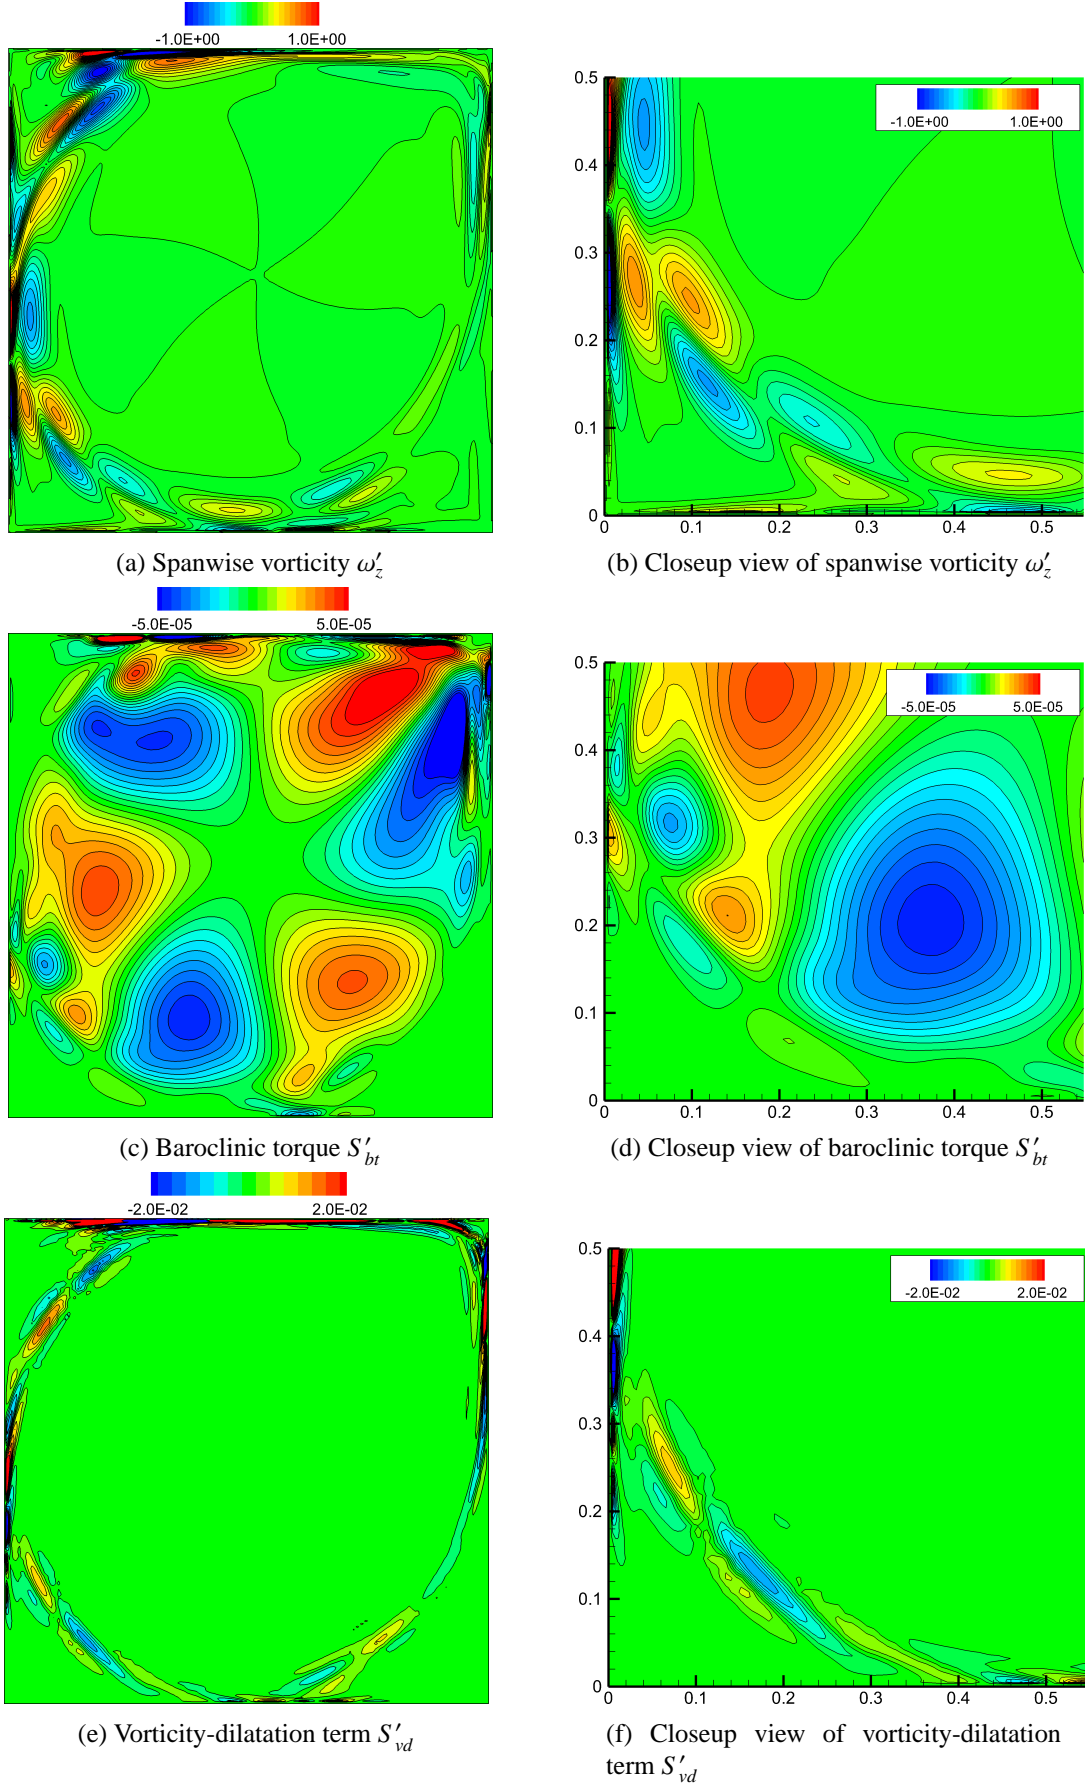 -1.0E+00 1.0E+00
0.5
0.4
0.3
0.2
0.1
0
0.1 0.2 0.3 0.4 0.5
-1.0E+00 1.0E+00
(a) Spanwise vorticity ω′z
(b) Closeup view of spanwise vorticity ω′z
-5.0E-05 5.0E-05
0.5
0.4
0.3
0.2
0.1
0
0 0.1 0.2 0.3 0.4 0.5
-5.0E-05 5.0E-05
(c) Baroclinic torque S′bt
(d) Closeup view of baroclinic torque S′bt
-2.0E-02 2.0E-02
0.5
0.4
0.3
0.2
0.1
0
0 0.1 0.2 0.3 0.4 0.5
-2.0E-02 2.0E-02
(e) Vorticity-dilatation term S′vd
(f) Closeup view of vorticity-dilatation
term S′vd